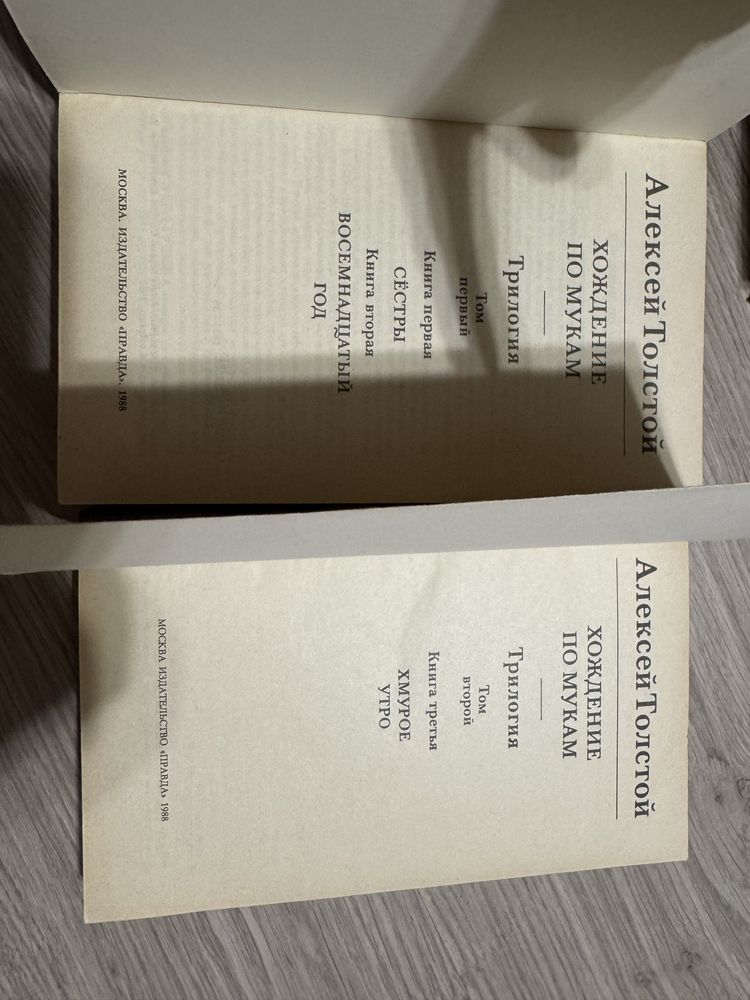 Алексей Толстой
ХОЖДЕНИЕ
ПО МУКАМ
Трилогия
Том
первый
Книга первая
СЁСТРЫ
Книга вторая
ВОСЕМНАДЦАТЫЙ
ГОД
МОСКВА. ИЗДАТЕЛЬСТВО «ПРАВДА». 1988
Алексей Толстой
ХОЖДЕНИЕ
ПО МУКАМ
Трилогия
Том
второй
Книга третья
ХМУРОЕ
УТРО
МОСКВА ИЗДАТЕЛЬСТВО «ПРАВДА» 1988